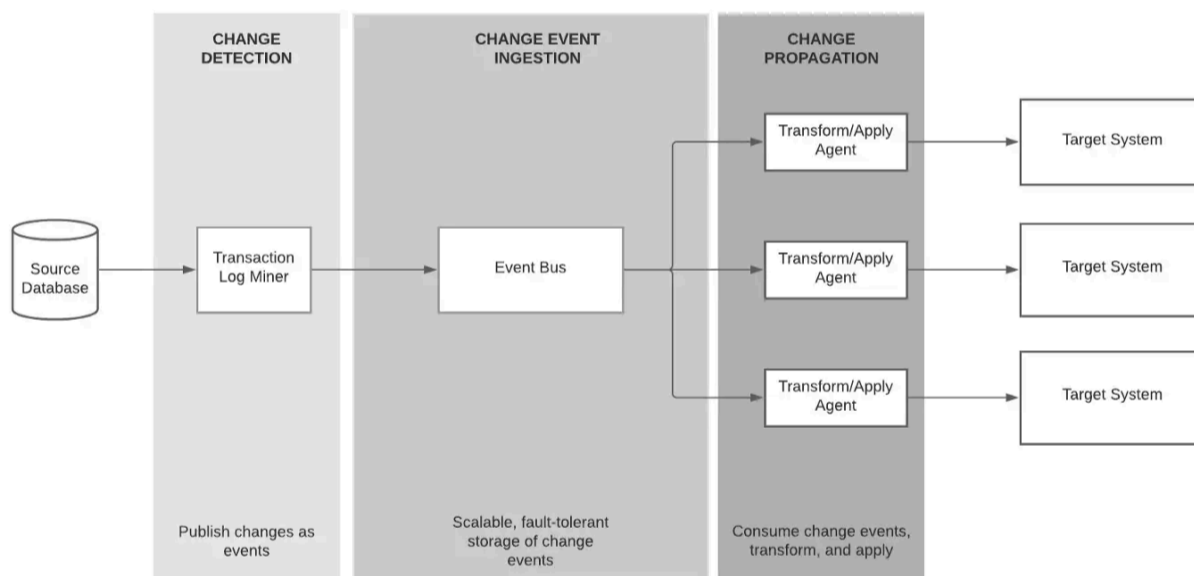 CHANGE
DETECTION
CHANGE EVENT
INGESTION
CHANGE
PROPAGATION
Transform/Apply
Agent
Target System
Source
Database
Transaction
Log Miner
Event Bus
Transform/Apply
Agent
Target System
Transform/Apply
Agent
Target System
Publish changes as
events
Scalable, fault-tolerant
storage of change
events
Consume change events,
transform, and apply